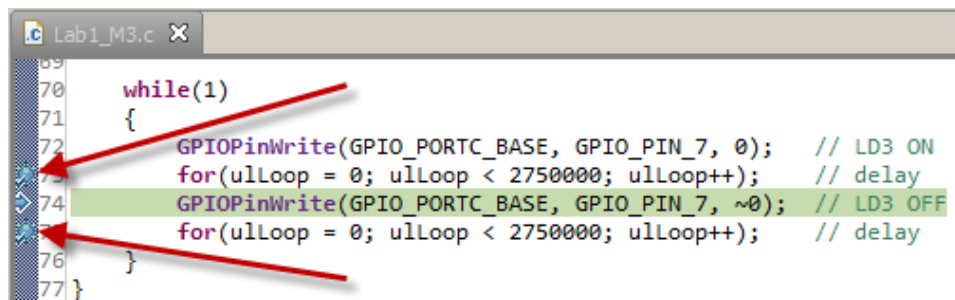 Lab1_M3.c
69
70 while(1)
71 {
72 GPIOPinWrite(GPIO_PORTC_BASE, GPIO_PIN_7, 0); // LD3 ON
for(ulLoop = 0; ulLoop < 2750000; ulLoop++); // delay
74 GPIOPinWrite(GPIO_PORTC_BASE, GPIO_PIN_7, ~0); // LD3 OFF
for(ulLoop = 0; ulLoop < 2750000; ulLoop++); // delay
76 }
77 }